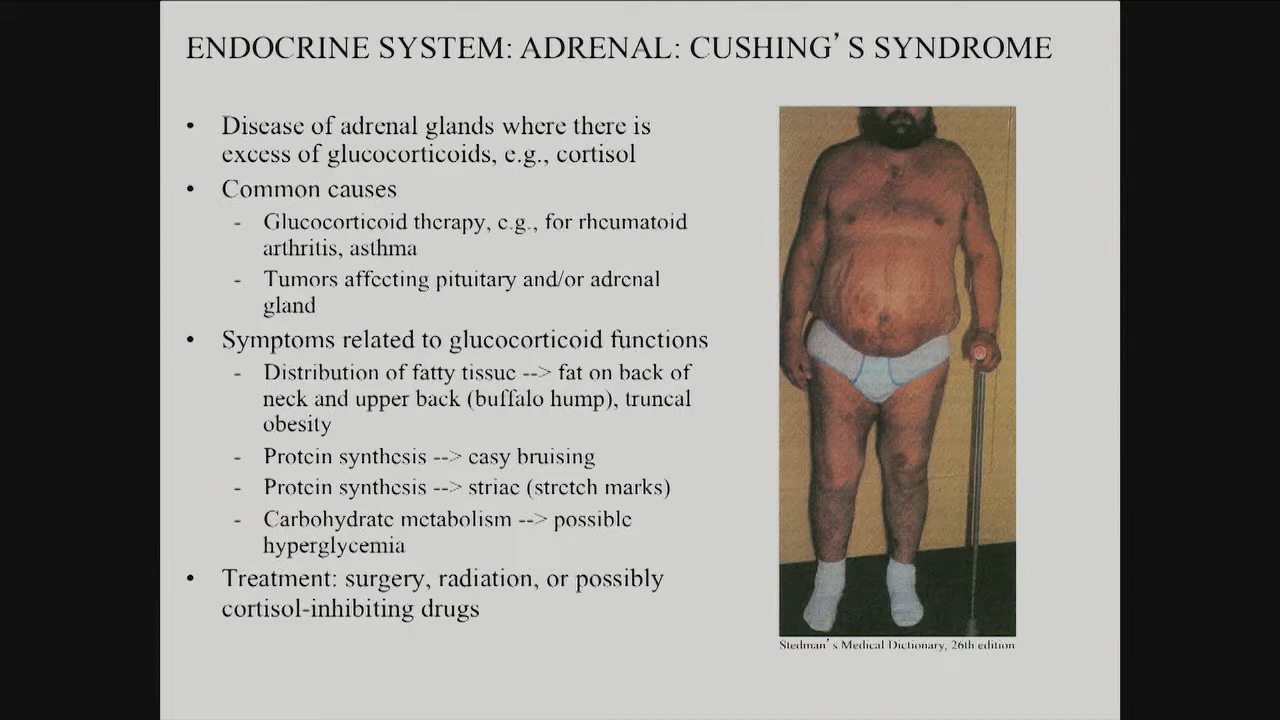 ENDOCRINE SYSTEM: ADRENAL: CUSHING’S SYNDROME
• Disease of adrenal glands where there is
excess of glucocorticoids, e.g., cortisol
• Common causes
- Glucocorticoid therapy, e.g., for rheumatoid
arthritis, asthma
- Tumors affecting pituitary and/or adrenal
gland
• Symptoms related to glucocorticoid functions
- Distribution of fatty tissue --> fat on back of
neck and upper back (buffalo hump), truncal
obesity
- Protein synthesis --> easy bruising
- Protein synthesis --> striae (stretch marks)
- Carbohydrate metabolism --> possible
hyperglycemia
• Treatment: surgery, radiation, or possibly
cortisol-inhibiting drugs
Stedman’s Medical Dictionary, 26th edition